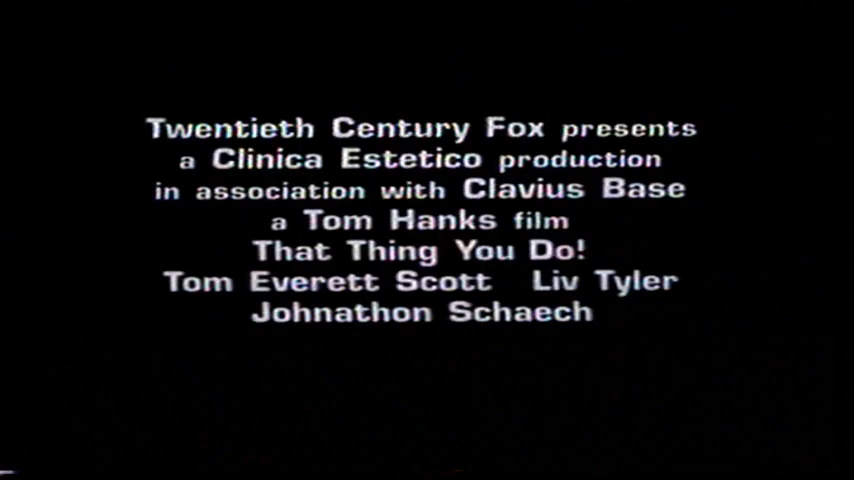 Twentieth Century Fox presents
a Clinica Estetico production
in association with Clavius Base
a Tom Hanks film
That Thing You Do!
Tom Everett Scott Liv Tyler
Johnathon Schaech